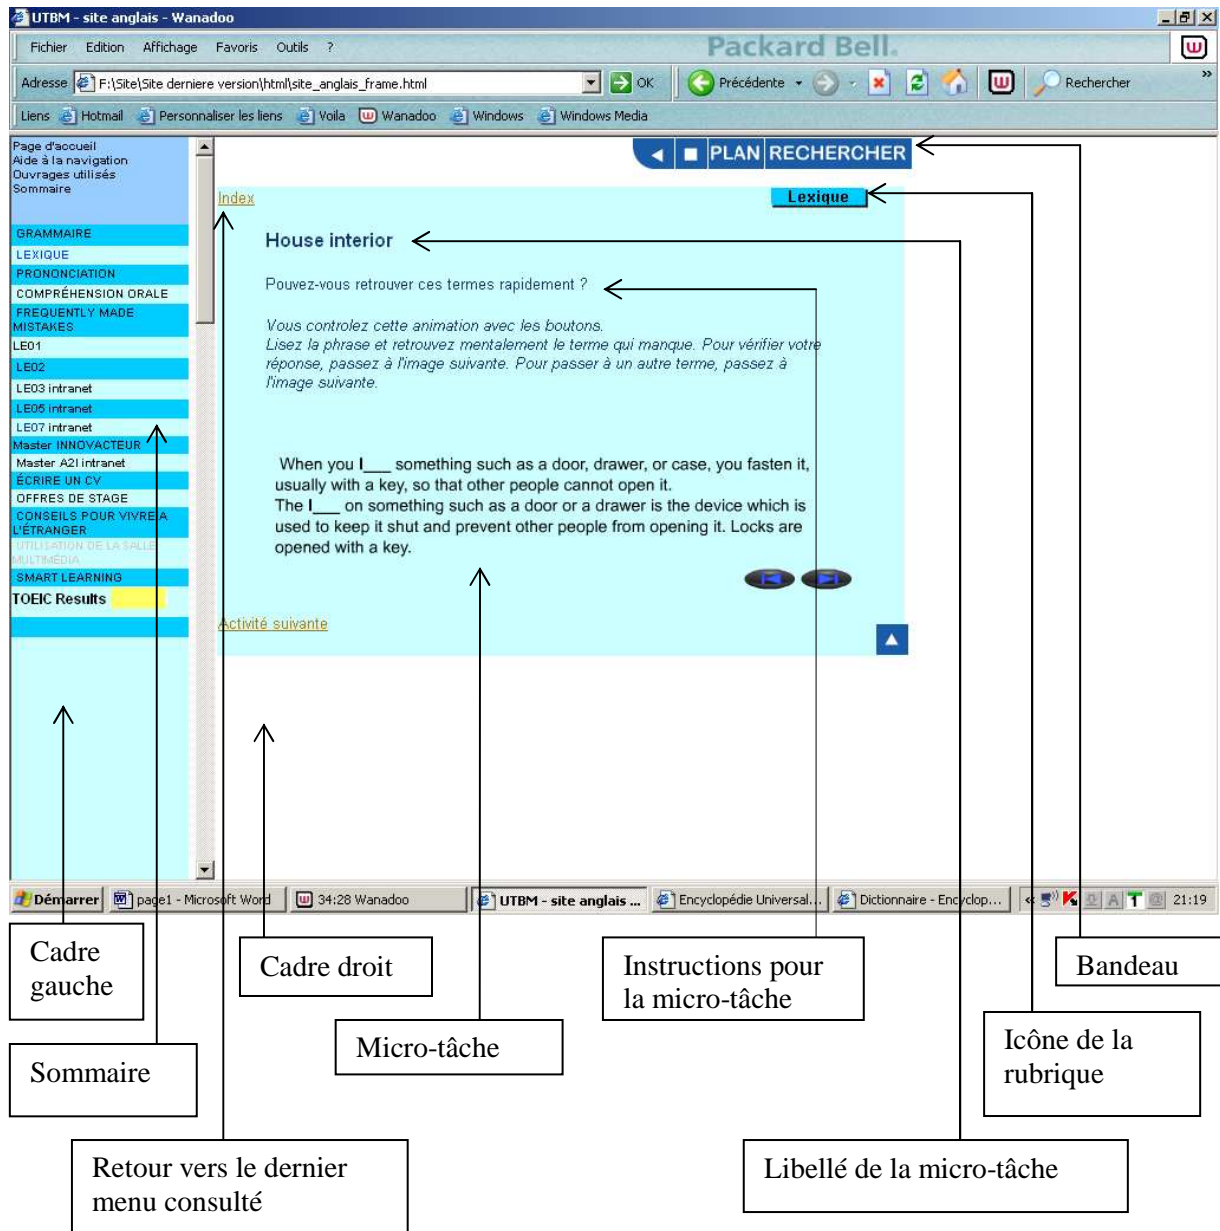 UTBM - site anglais - Wanadoo
Fichier Edition Affichage Favoris Outils ?
Packard Bell.
Adresse F:\Site\Site derniere version\html\site_anglais_frame.html OK Précédente Rechercher »
Liens Hotmail Personnaliser les liens Voila Wanadoo Windows Windows Media
Page d'accueil
Aide à la navigation
Ouvrages utilisés
Sommaire
GRAMMAIRE
LEXIQUE
PRONONCIATION
COMPRÉHENSION ORALE
FREQUENTLY MADE
MISTAKES
LE01
LE02
LE03 intranet
LE05 intranet
LE07 intranet
Master INNOVACTEUR
Master A2I intranet
ÉCRIRE UN CV
OFFRES DE STAGE
CONSEILS POUR VIVRE A
L'ÉTRANGER
UTILISATION DE LA SALLE
MULTIMÉDIA
SMART LEARNING
TOEIC Results
PLAN RECHERCHER
Index
Lexique
House interior
Pouvez-vous retrouver ces termes rapidement ?
Vous controlez cette animation avec les boutons.
Lisez la phrase et retrouvez mentalement le terme qui manque. Pour vérifier votre
réponse, passez à l'image suivante. Pour passer à un autre terme, passez à
l'image suivante.
When you l___ something such as a door, drawer, or case, you fasten it,
usually with a key, so that other people cannot open it.
The l___ on something such as a door or a drawer is the device which is
used to keep it shut and prevent other people from opening it. Locks are
opened with a key.
Activité suivante
Démarrer page1 - Microsoft Word 34:28 Wanadoo UTBM - site anglais ... Encyclopédie Universal... Dictionnaire - Encyclop... « 21:19
Cadre
gauche
Cadre droit
Instructions pour
la micro-tâche
Bandeau
Sommaire
Micro-tâche
Icône de la
rubrique
Retour vers le dernier
menu consulté
Libellé de la micro-tâche